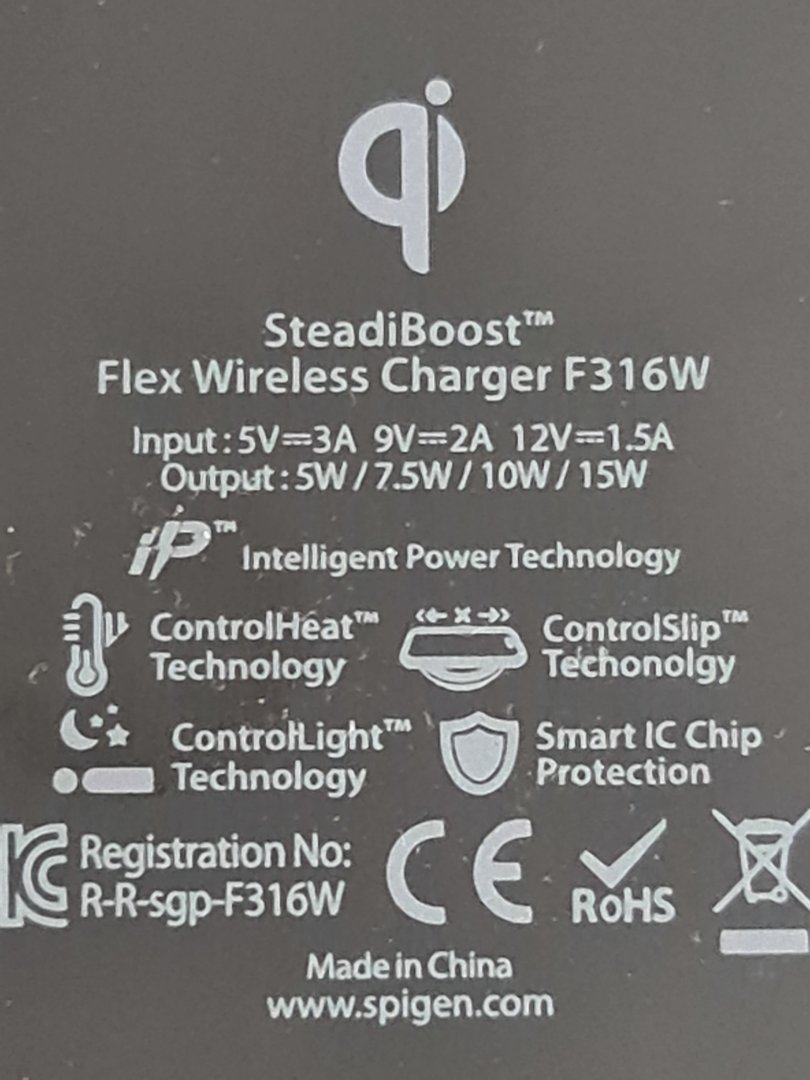 qi
SteadiBoost™
Flex Wireless Charger F316W
Input : 5V⎓3A 9V⎓2A 12V⎓1.5A
Output : 5W / 7.5W / 10W / 15W
iP™ Intelligent Power Technology
ControlHeat™
Technology
ControlSlip™
Techonolgy
ControlLight™
Technology
Smart IC Chip
Protection
KC Registration No:
R-R-sgp-F316W
CE
RoHS
Made in China
www.spigen.com